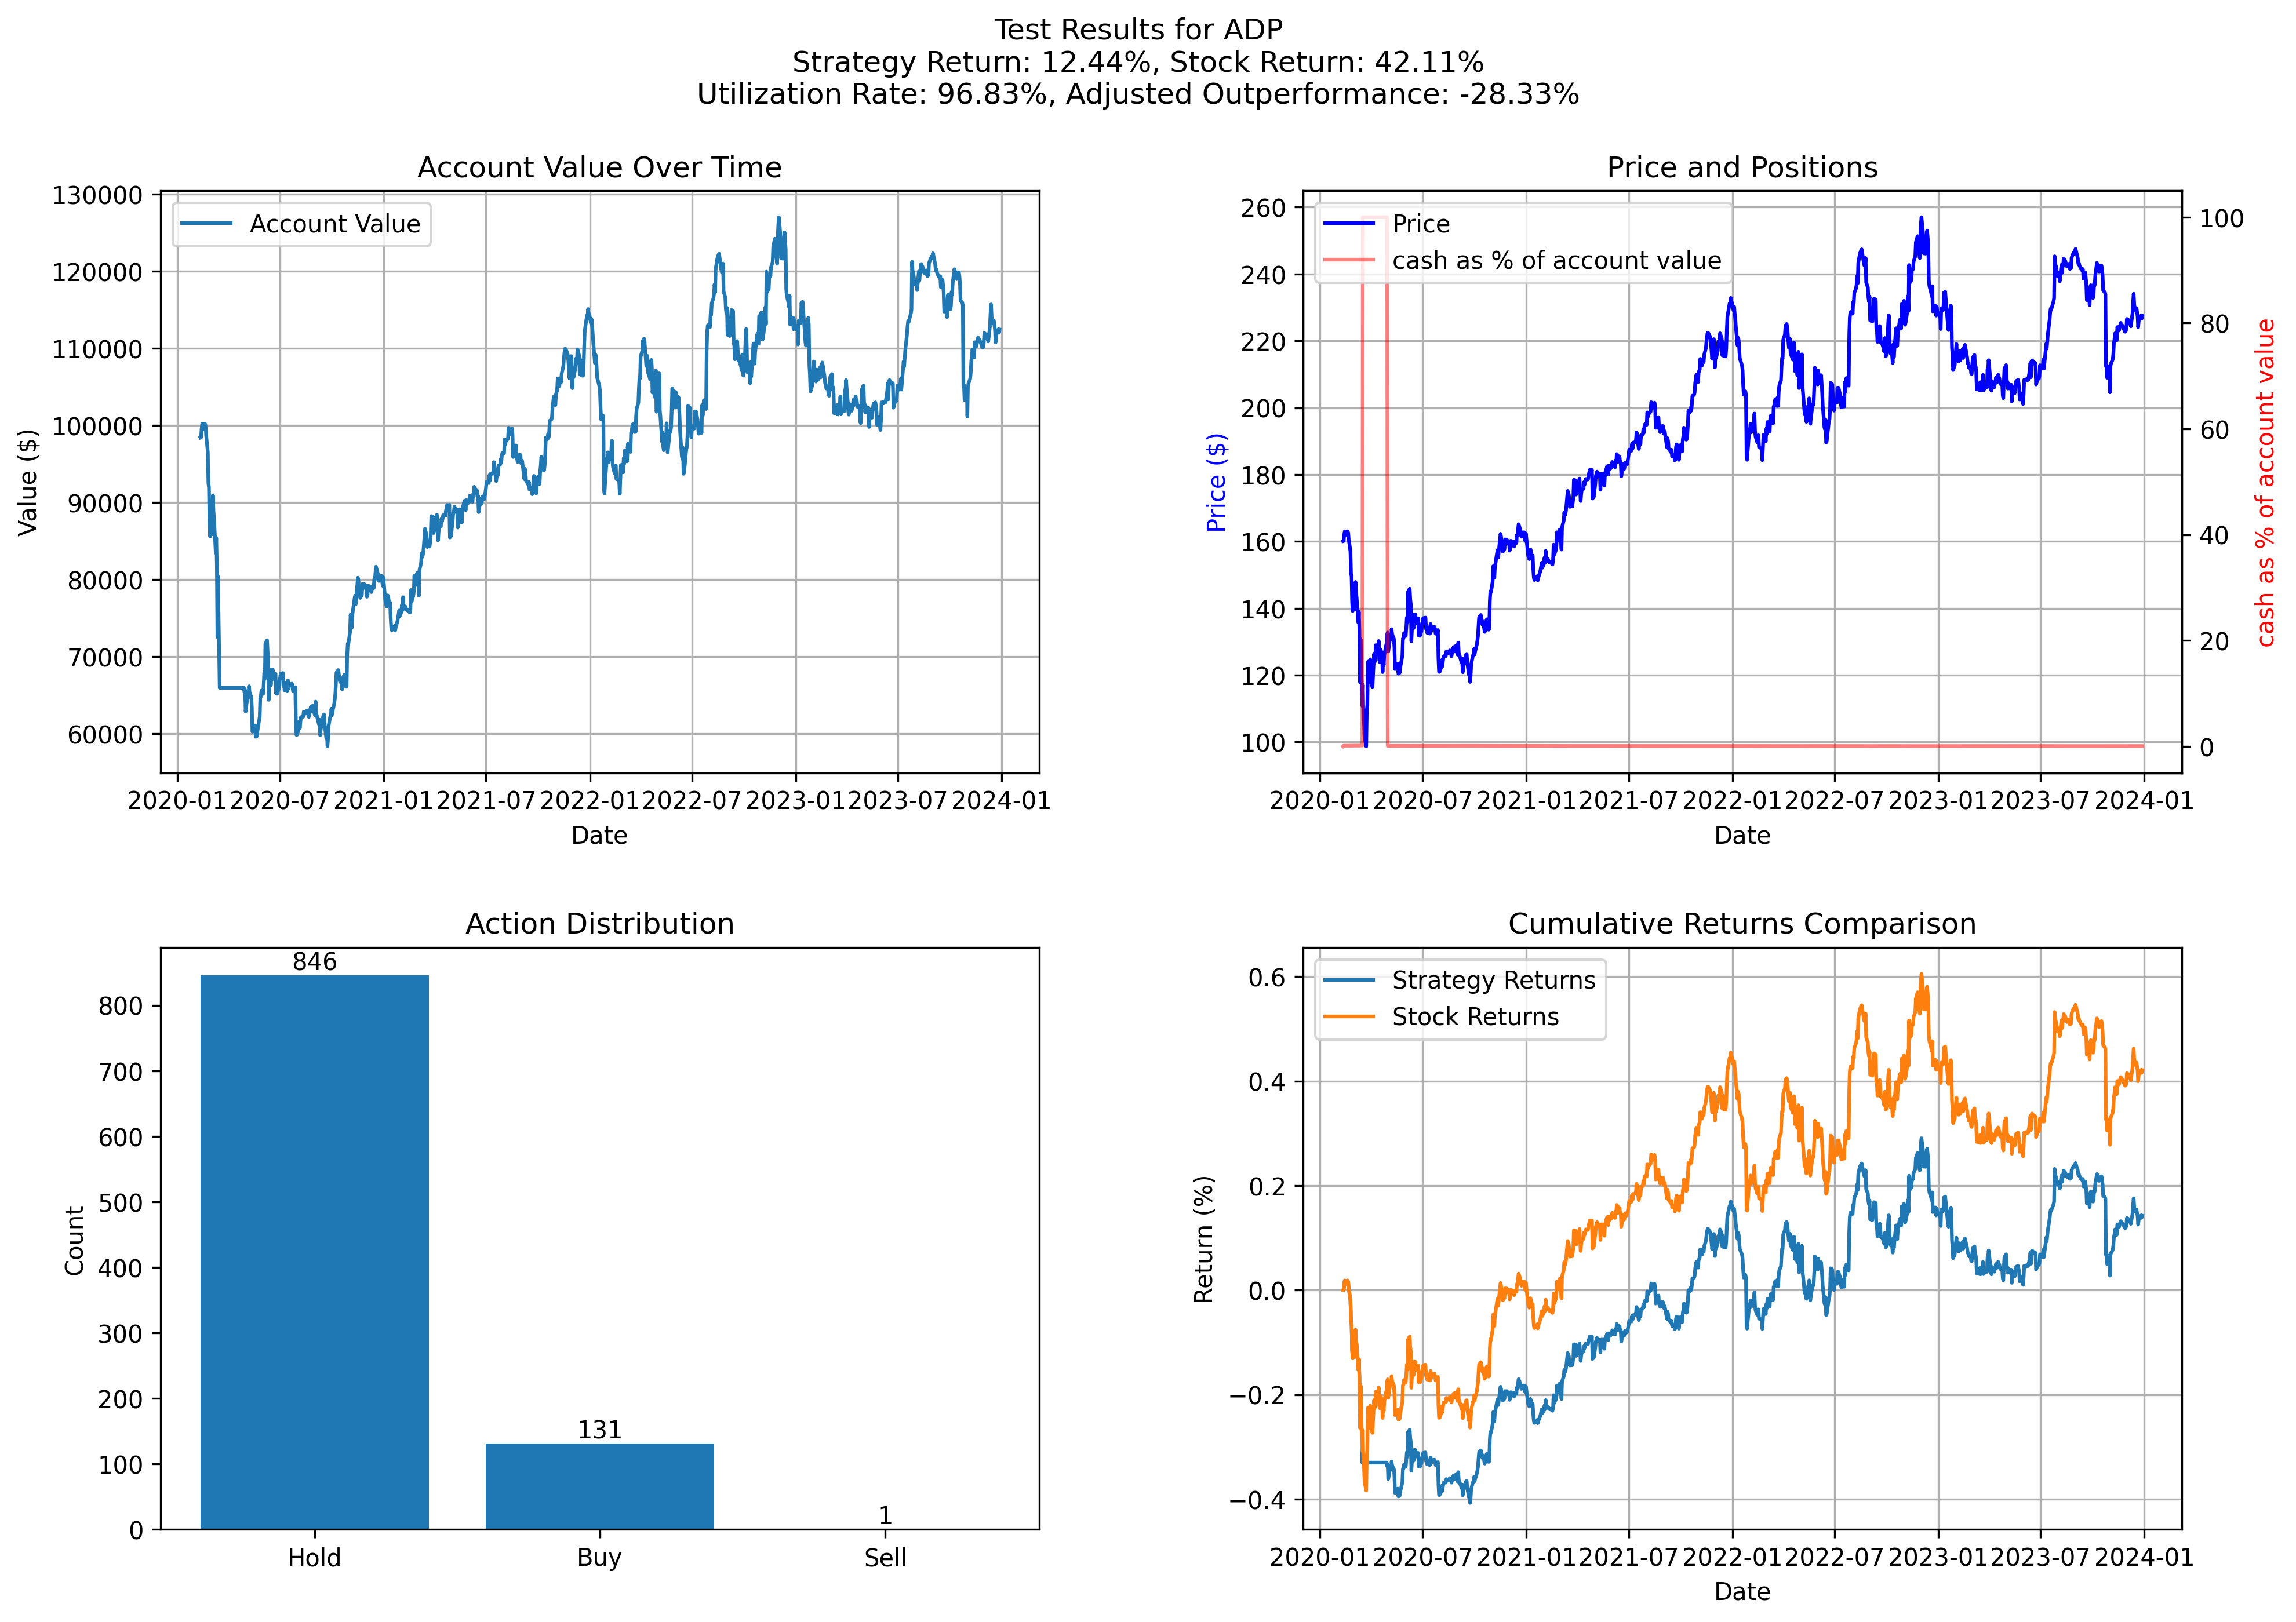 Test Results for ADP
Strategy Return: 12.44%, Stock Return: 42.11%
Utilization Rate: 96.83%, Adjusted Outperformance: -28.33%
Account Value Over Time
130000
120000
110000
100000
90000
80000
70000
60000
Value ($)
Account Value
2020-01 2020-07 2021-01 2021-07 2022-01 2022-07 2023-01 2023-07 2024-01
Date
Price and Positions
260
240
220
200
180
160
140
120
100
Price ($)
Price
cash as % of account value
100
80
60
40
20
0
cash as % of account value
2020-01 2020-07 2021-01 2021-07 2022-01 2022-07 2023-01 2023-07 2024-01
Date
Action Distribution
800
700
600
500
400
300
200
100
0
Count
846
131
1
Hold Buy Sell
Cumulative Returns Comparison
0.6
0.4
0.2
0.0
−0.2
−0.4
Return (%)
Strategy Returns
Stock Returns
2020-01 2020-07 2021-01 2021-07 2022-01 2022-07 2023-01 2023-07 2024-01
Date